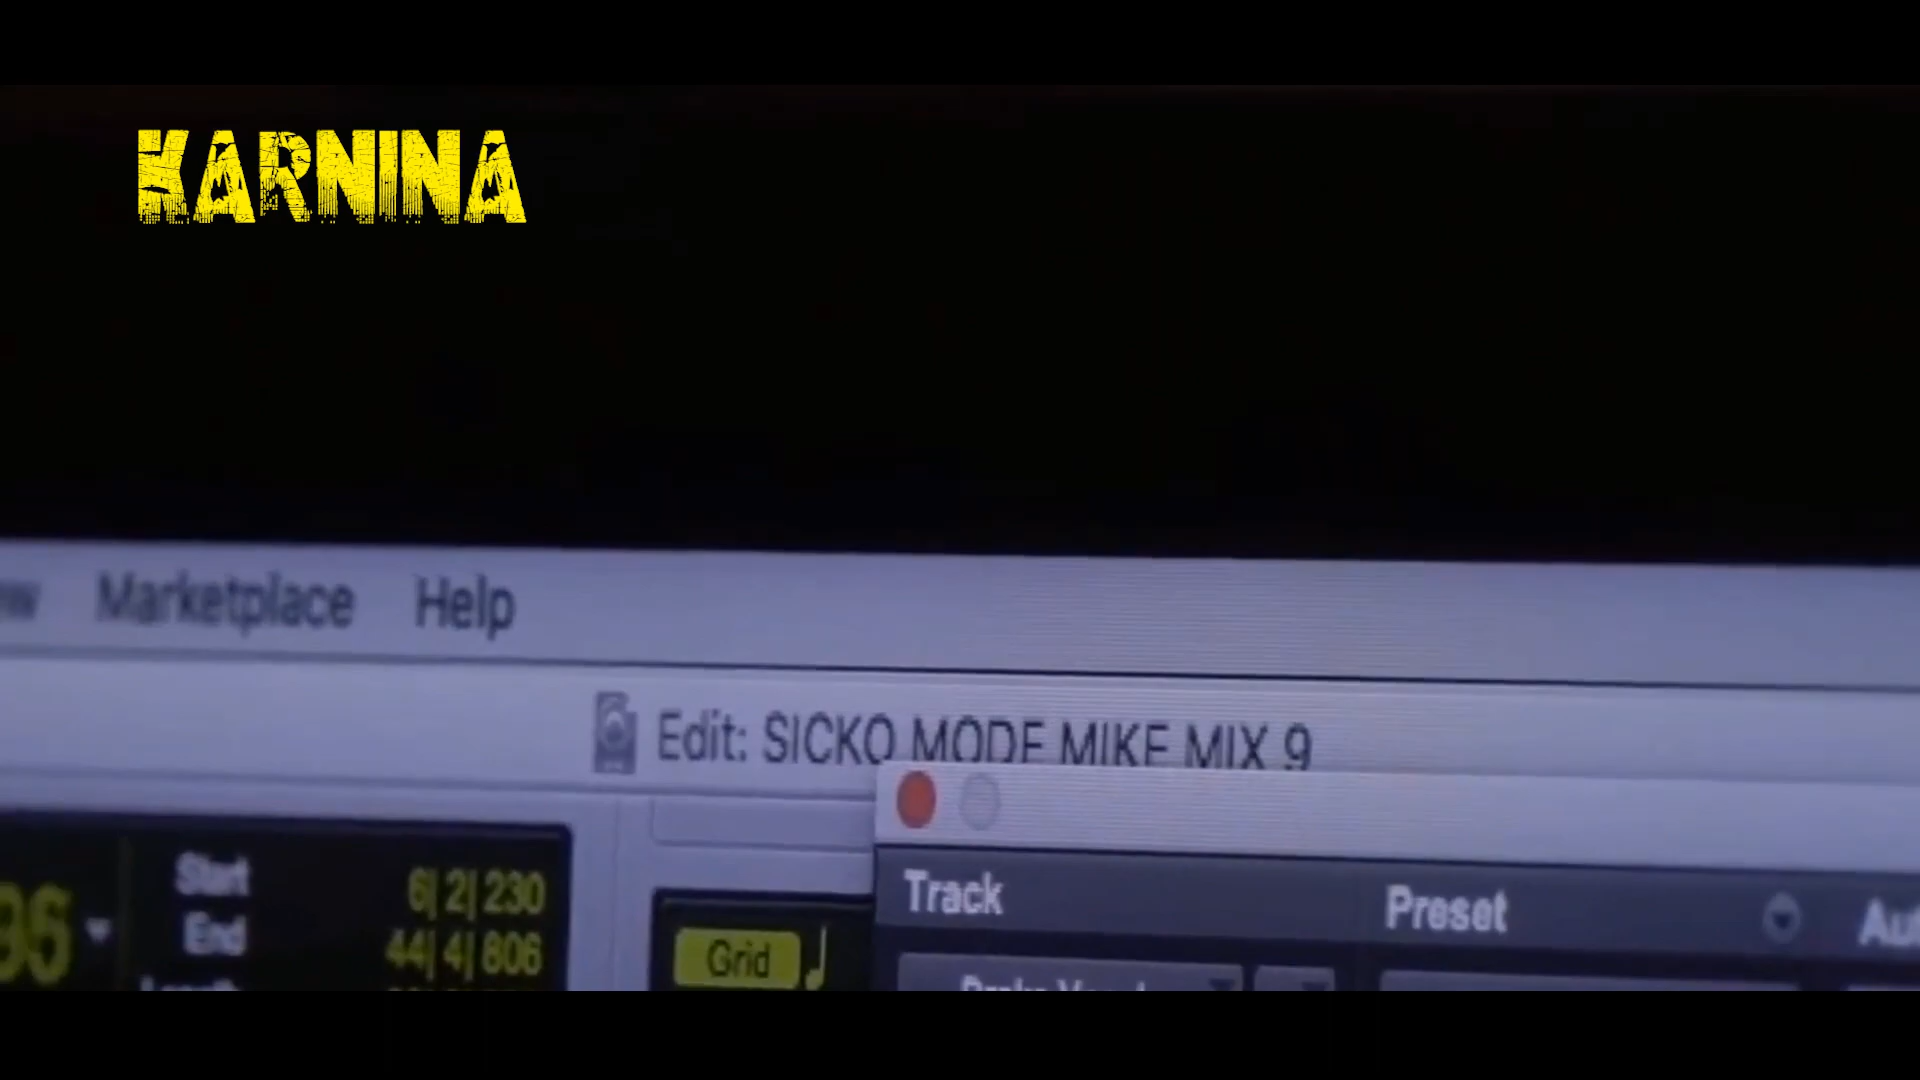 KARNINA
Marketplace Help
Edit: SICKO MODE MIKE MIX 9
Track Preset
Start 6| 2| 230
End 44| 4| 806
Grid